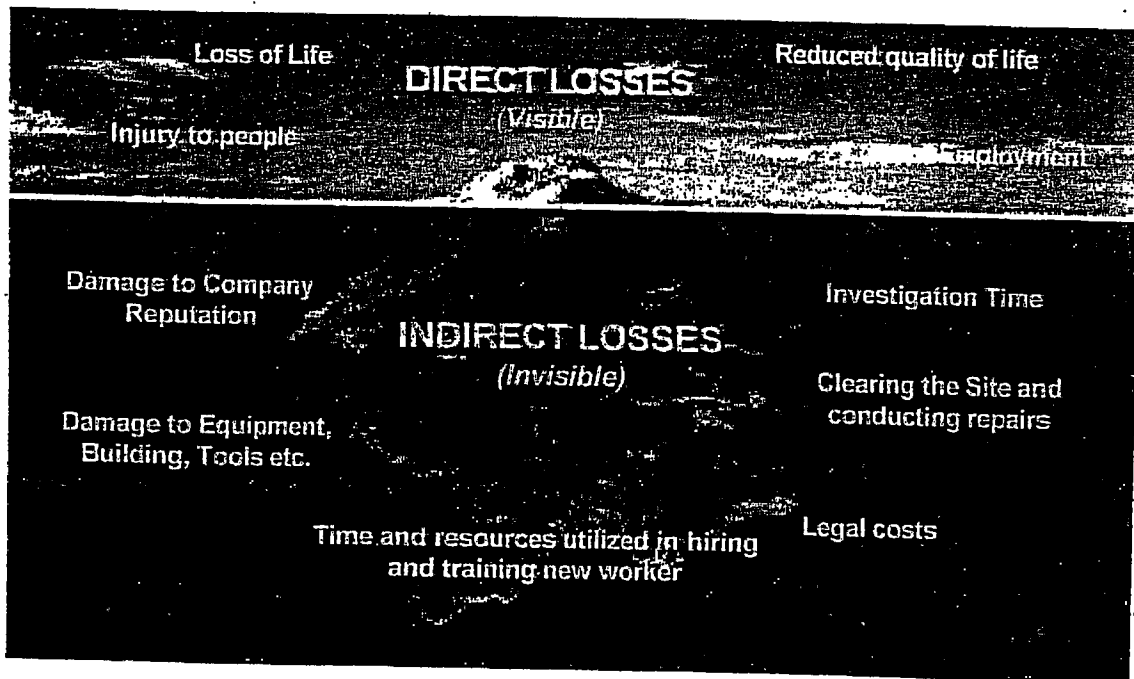 Loss of Life
Reduced quality of life
DIRECT LOSSES
(Visible)
Injury to people
Damage to Company
Reputation
Investigation Time
INDIRECT LOSSES
(Invisible)
Clearing the Site and
conducting repairs
Damage to Equipment,
Building, Tools etc.
Legal costs
Time and resources utilized in hiring
and training new worker